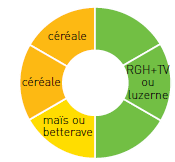 céréale
céréale
RGH+TV
ou
luzerne
maïs ou
betterave